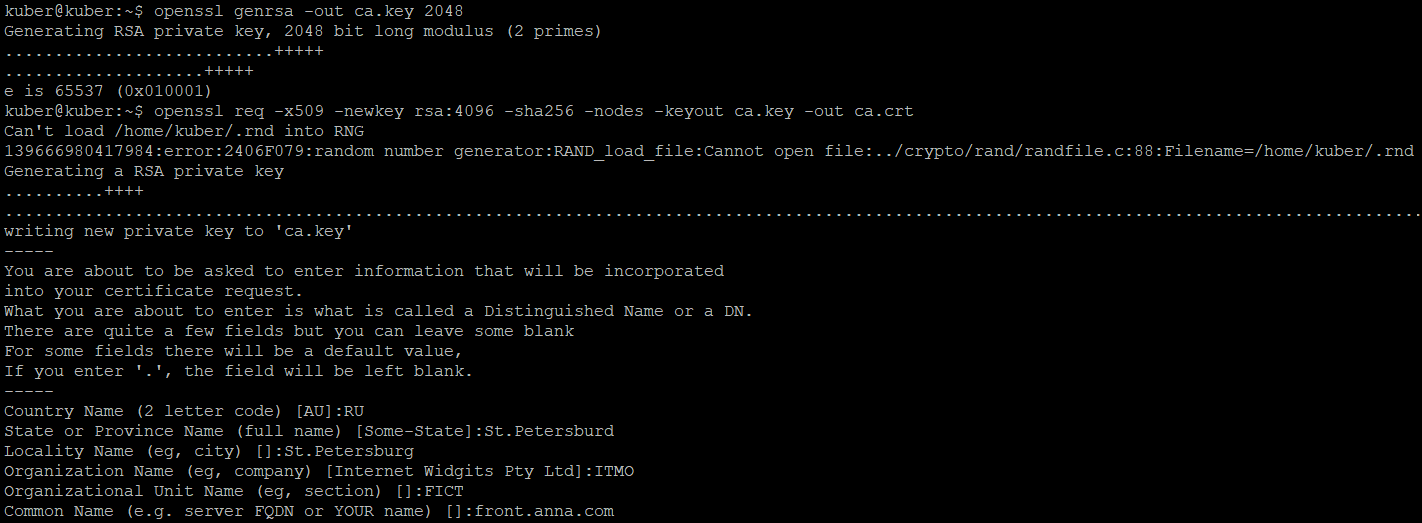 kuber@kuber:~$ openssl genrsa -out ca.key 2048
Generating RSA private key, 2048 bit long modulus (2 primes)
...........................+++++
....................+++++
e is 65537 (0x010001)
kuber@kuber:~$ openssl req -x509 -newkey rsa:4096 -sha256 -nodes -keyout ca.key -out ca.crt
Can't load /home/kuber/.rnd into RNG
139666980417984:error:2406F079:random number generator:RAND_load_file:Cannot open file:../crypto/rand/randfile.c:88:Filename=/home/kuber/.rnd
Generating a RSA private key
..........++++
..............................................................................................................................................
writing new private key to 'ca.key'
-----
You are about to be asked to enter information that will be incorporated
into your certificate request.
What you are about to enter is what is called a Distinguished Name or a DN.
There are quite a few fields but you can leave some blank
For some fields there will be a default value,
If you enter '.', the field will be left blank.
-----
Country Name (2 letter code) [AU]:RU
State or Province Name (full name) [Some-State]:St.Petersburd
Locality Name (eg, city) []:St.Petersburg
Organization Name (eg, company) [Internet Widgits Pty Ltd]:ITMO
Organizational Unit Name (eg, section) []:FICT
Common Name (e.g. server FQDN or YOUR name) []:front.anna.com